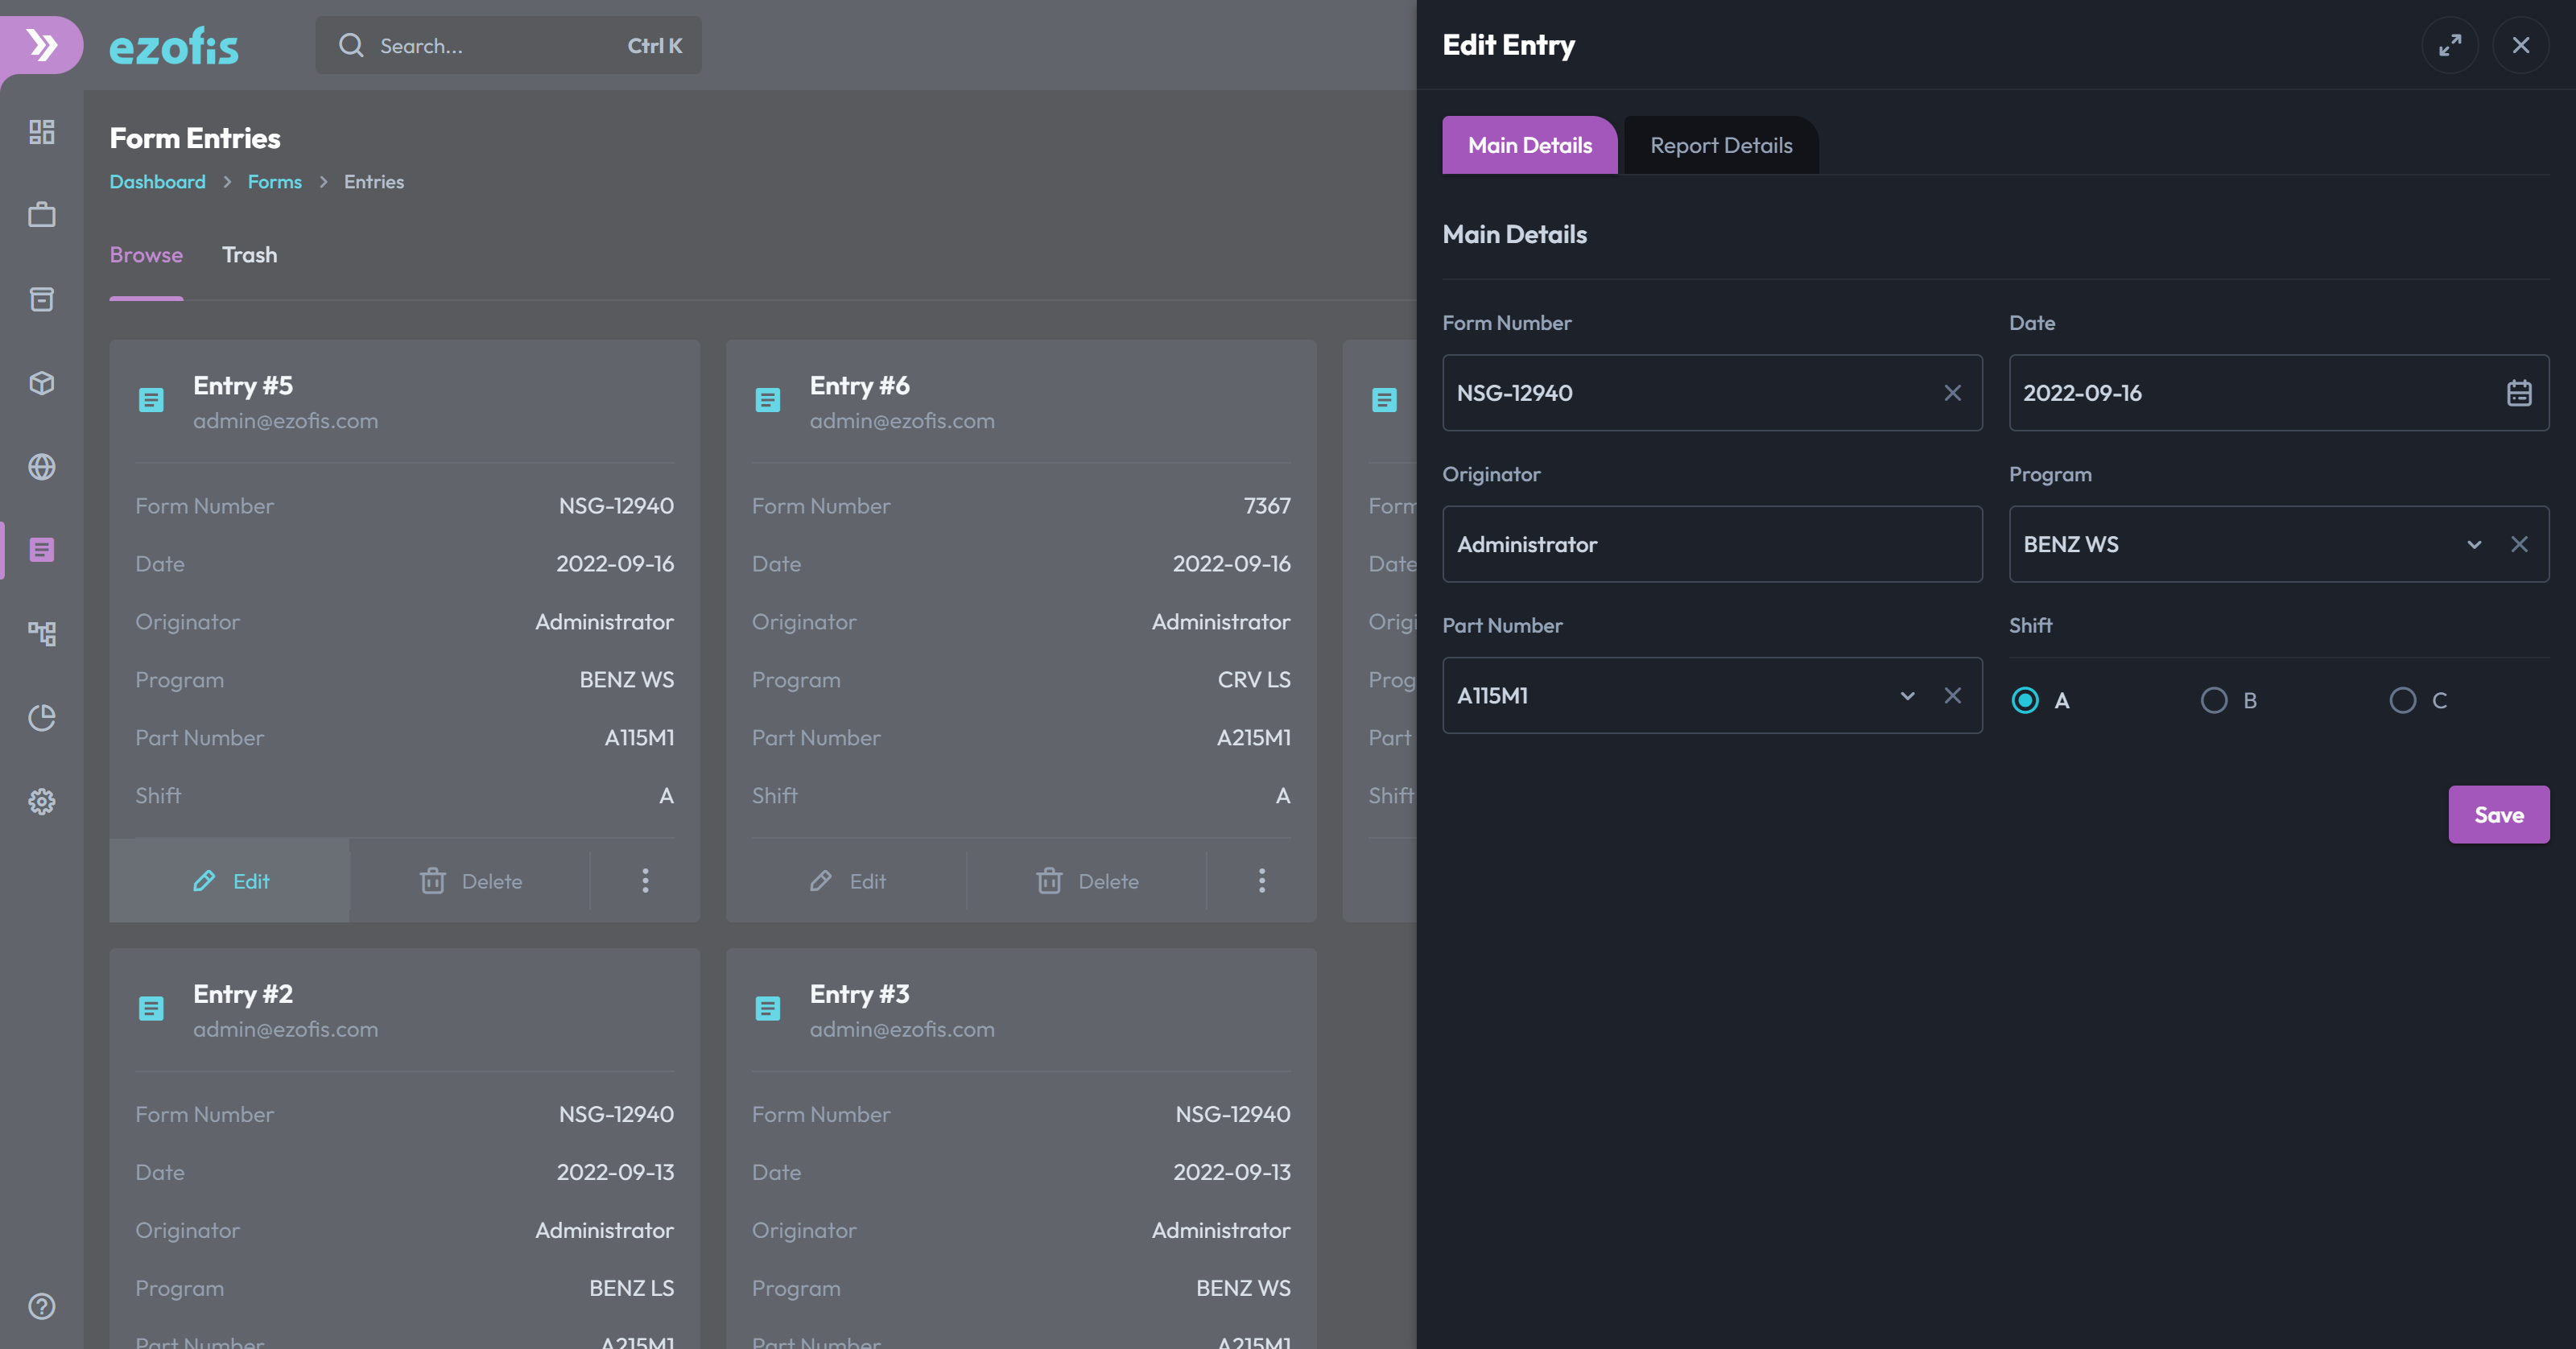 ezofis
Search...
Ctrl K
Form Entries
Dashboard
Forms
Entries
Browse
Trash
Entry #5
admin@ezofis.com
Form Number
NSG-12940
Date
2022-09-16
Originator
Administrator
Program
BENZ WS
Part Number
A115M1
Shift
A
Edit
Delete
Entry #6
admin@ezofis.com
Form Number
7367
Date
2022-09-16
Originator
Administrator
Program
CRV LS
Part Number
A215M1
Shift
A
Edit
Delete
Form
Date
Origi
Prog
Part
Shift
Entry #2
admin@ezofis.com
Form Number
NSG-12940
Date
2022-09-13
Originator
Administrator
Program
BENZ LS
Part Number
A215M1
Entry #3
admin@ezofis.com
Form Number
NSG-12940
Date
2022-09-13
Originator
Administrator
Program
BENZ WS
Part Number
A215M1
Edit Entry
Main Details
Report Details
Main Details
Form Number
NSG-12940
Date
2022-09-16
Originator
Administrator
Program
BENZ WS
Part Number
A115M1
Shift
A
B
C
Save